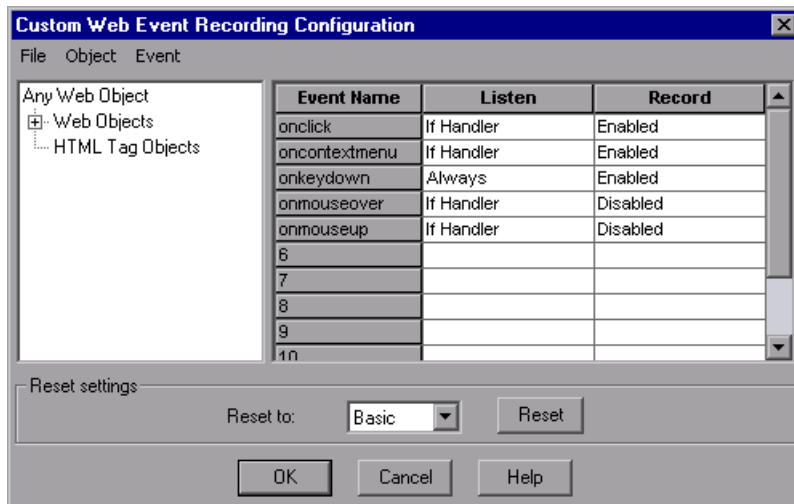 Custom Web Event Recording Configuration
File Object Event
Any Web Object
Web Objects
HTML Tag Objects
Event Name Listen Record
onclick If Handler Enabled
oncontextmenu If Handler Enabled
onkeydown Always Enabled
onmouseover If Handler Disabled
onmouseup If Handler Disabled
6
7
8
9
10
Reset settings
Reset to: Basic Reset
OK Cancel Help